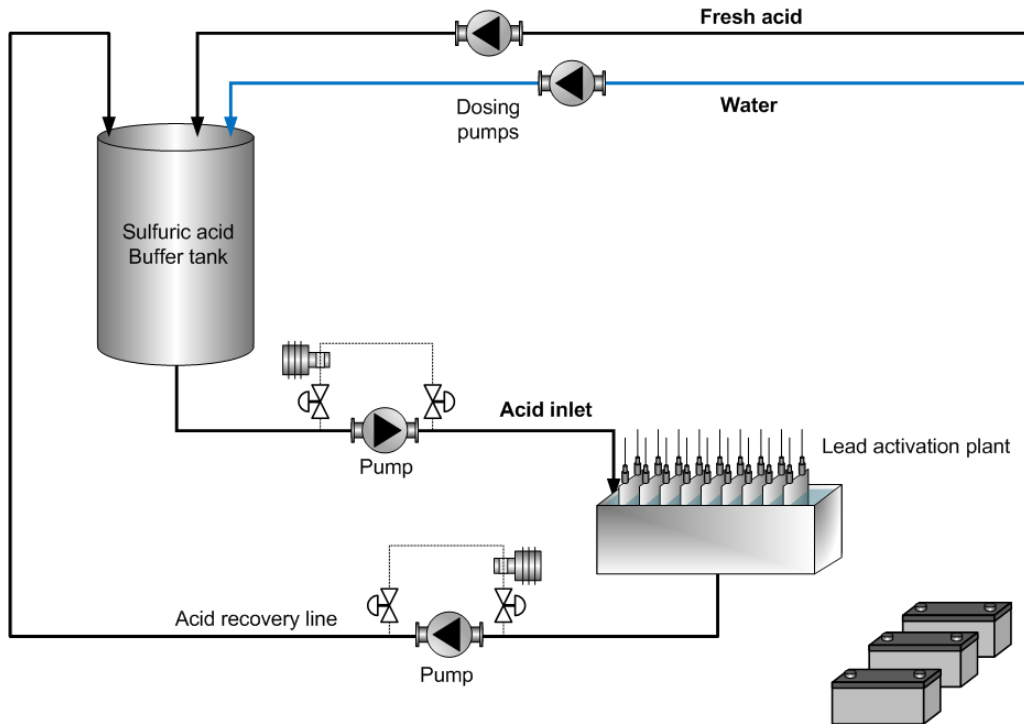 Fresh acid
Dosing
pumps
Water
Sulfuric acid
Buffer tank
Acid inlet
Pump
Lead activation plant
Acid recovery line
Pump